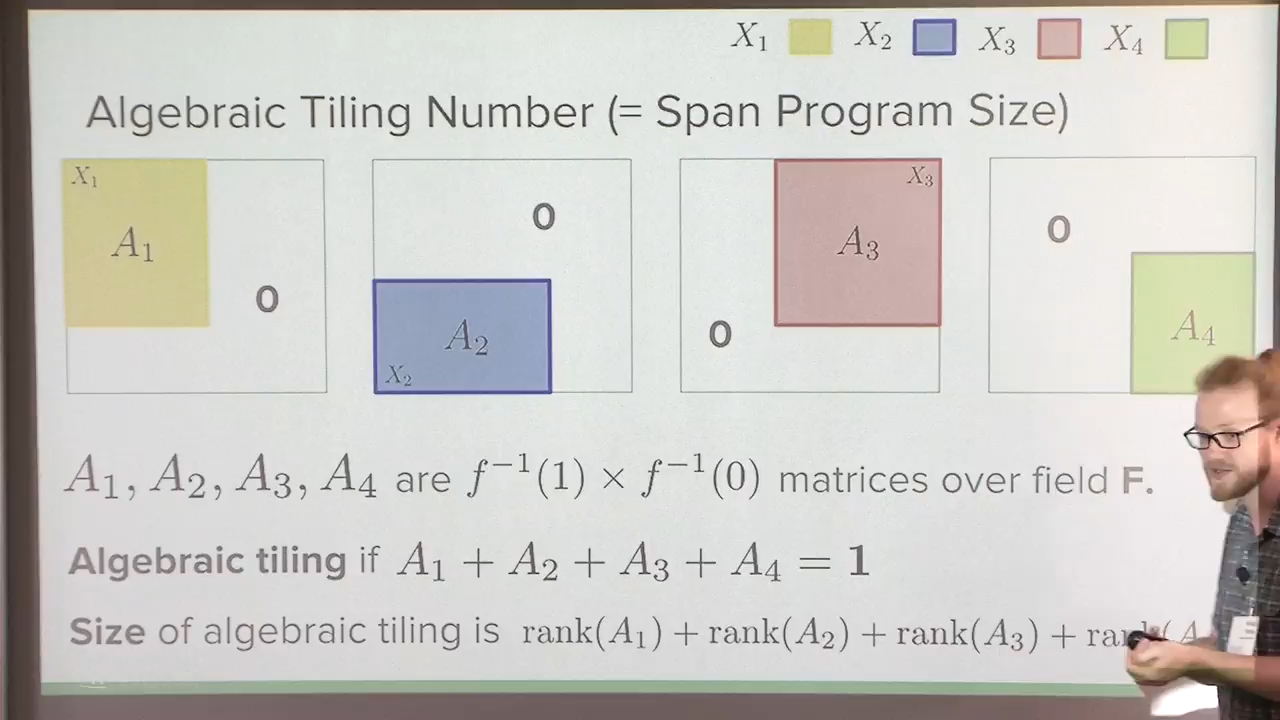 X₁ X₂ X₃ X₄
Algebraic Tiling Number (= Span Program Size)
X₁ A₁ 0
0 A₂ X₂
X₃ A₃ 0
0 A₄
A₁, A₂, A₃, A₄ are f⁻¹(1) × f⁻¹(0) matrices over field F.
Algebraic tiling if A₁ + A₂ + A₃ + A₄ = 1
Size of algebraic tiling is rank(A₁) + rank(A₂) + rank(A₃) +